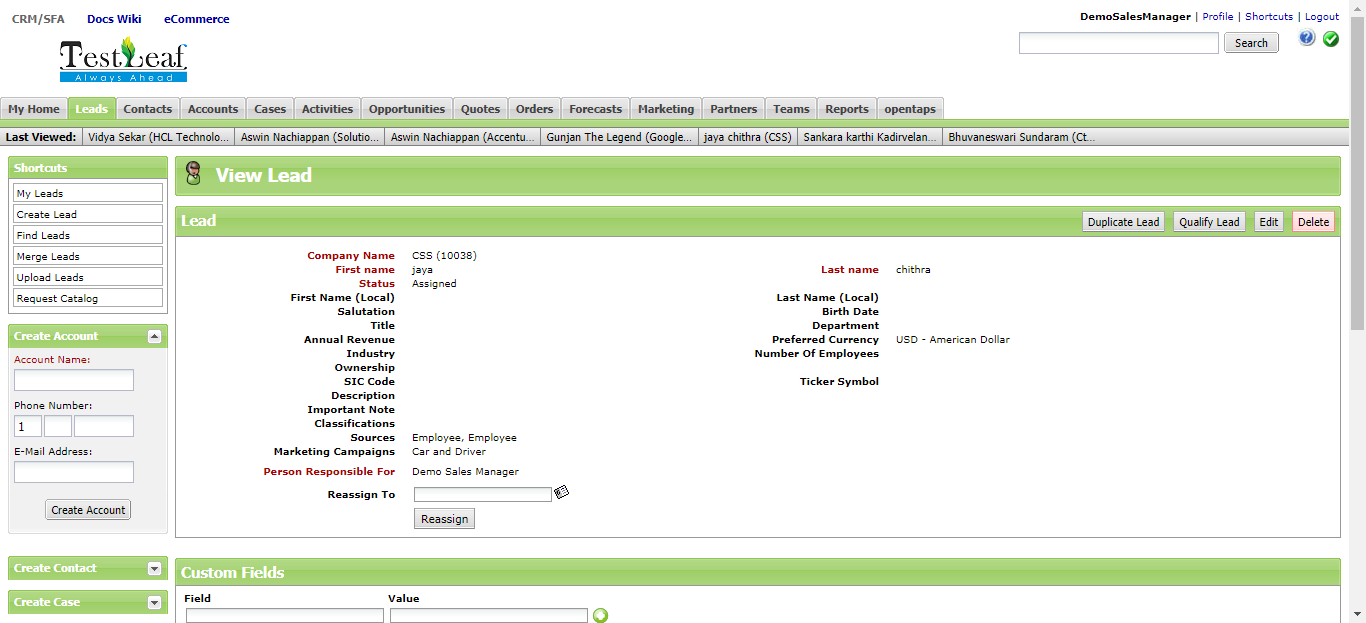 CRM/SFA Docs Wiki eCommerce
DemoSalesManager | Profile | Shortcuts | Logout
TestLeaf
Always Ahead
Search
My Home Leads Contacts Accounts Cases Activities Opportunities Quotes Orders Forecasts Marketing Partners Teams Reports opentaps
Last Viewed: Vidya Sekar (HCL Technolo... Aswin Nachiappan (Solutio... Aswin Nachiappan (Accentu... Gunjan The Legend (Google... jaya chithra (CSS) Sankara karthi Kadirvelan... Bhuvaneswari Sundaram (Ct...
Shortcuts
My Leads
Create Lead
Find Leads
Merge Leads
Upload Leads
Request Catalog
Create Account
Account Name:
Phone Number:
1
E-Mail Address:
Create Account
Create Contact
Create Case
View Lead
Lead Duplicate Lead Qualify Lead Edit Delete
Company Name CSS (10038)
First name jaya Last name chithra
Status Assigned
First Name (Local) Last Name (Local)
Salutation Birth Date
Title Department
Annual Revenue Preferred Currency USD - American Dollar
Industry Number Of Employees
Ownership
SIC Code Ticker Symbol
Description
Important Note
Classifications
Sources Employee, Employee
Marketing Campaigns Car and Driver
Person Responsible For Demo Sales Manager
Reassign To
Reassign
Custom Fields
Field Value